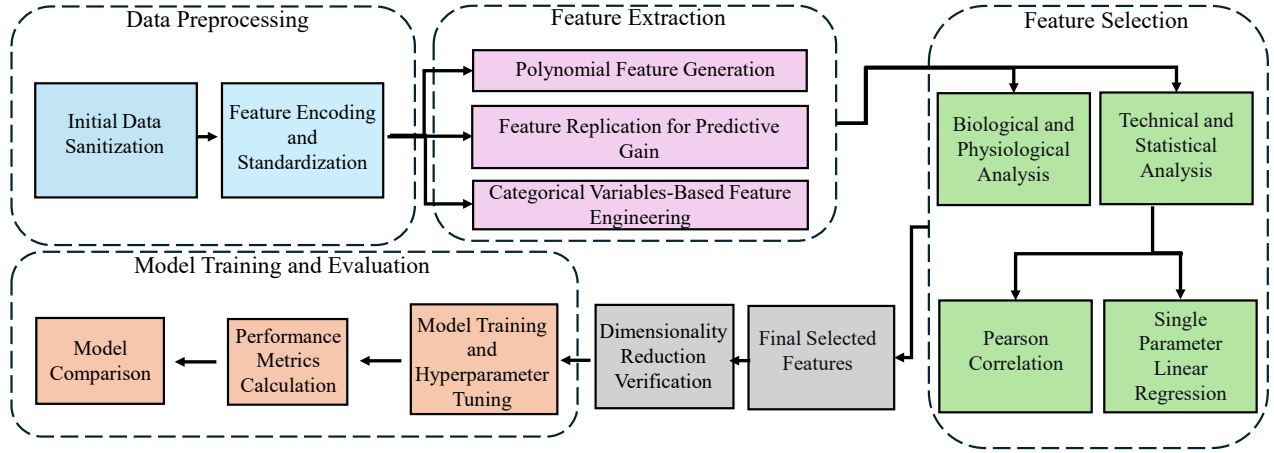 Data Preprocessing
Initial Data
Sanitization
Feature Encoding
and
Standardization
Feature Extraction
Polynomial Feature Generation
Feature Replication for Predictive
Gain
Categorical Variables-Based Feature
Engineering
Feature Selection
Biological and
Physiological
Analysis
Technical and
Statistical
Analysis
Pearson
Correlation
Single
Parameter
Linear
Regression
Final Selected
Features
Dimensionality
Reduction
Verification
Model Training and Evaluation
Model Training
and
Hyperparameter
Tuning
Performance
Metrics
Calculation
Model
Comparison